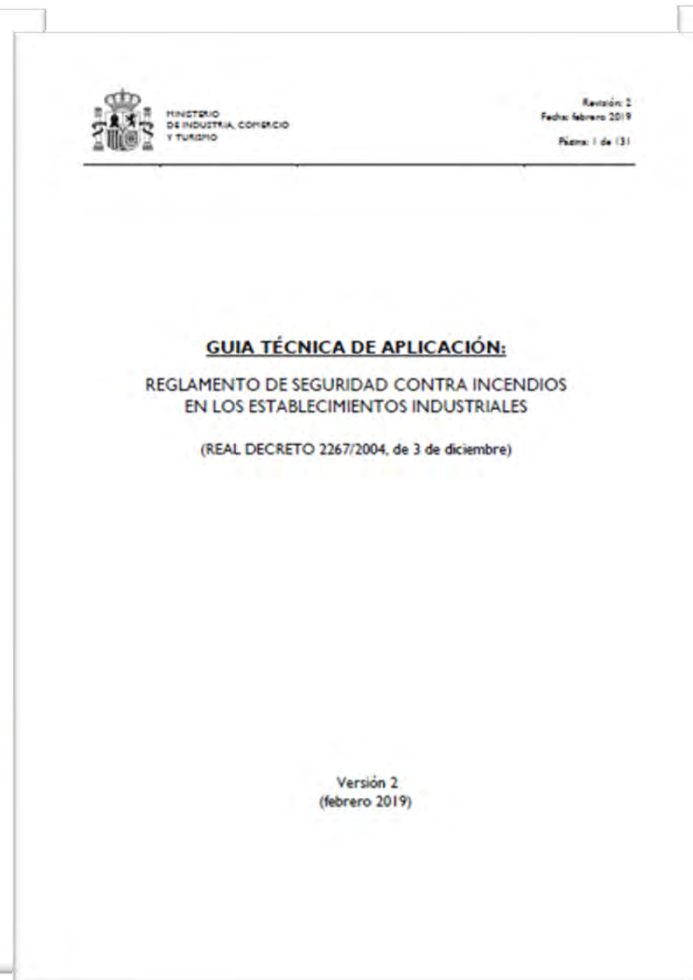 MINISTERIO
DE INDUSTRIA, COMERCIO
Y TURISMO
Revisión: 2
Fecha: febrero 2019
Página: 1 de 131
GUIA TÉCNICA DE APLICACIÓN:
REGLAMENTO DE SEGURIDAD CONTRA INCENDIOS
EN LOS ESTABLECIMIENTOS INDUSTRIALES
(REAL DECRETO 2267/2004, de 3 de diciembre)
Versión 2
(febrero 2019)